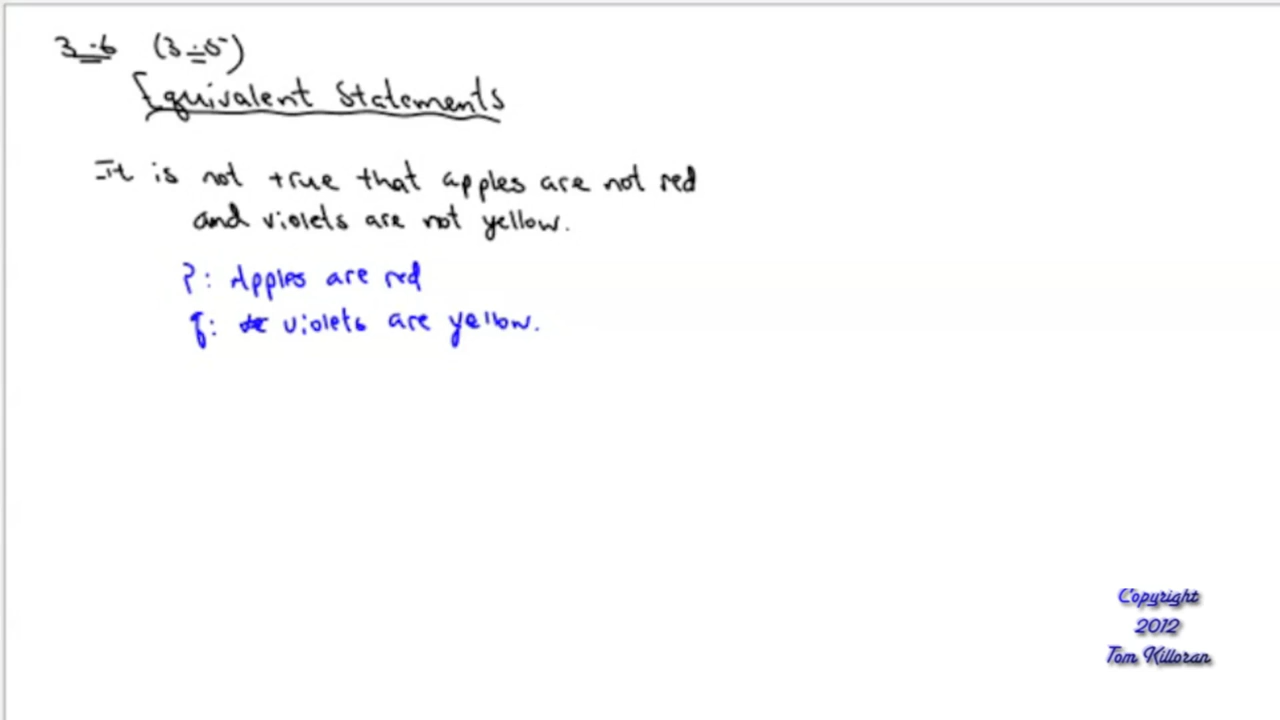 3-6 (3-5)
Equivalent Statements
It is not true that apples are not red
and violets are not yellow.
P: Apples are red
q: violets are yellow.
Copyright
2012
Tom Killoran